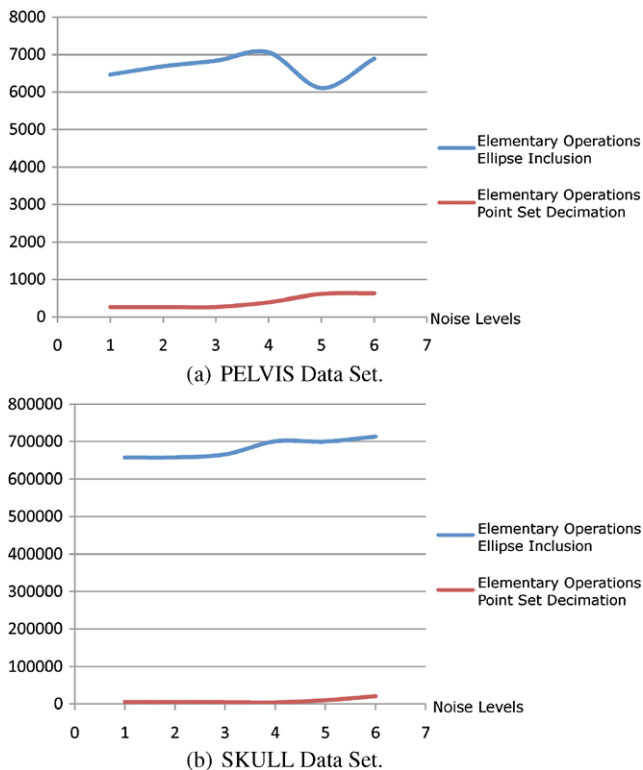 8000
7000
6000
5000
4000
3000
2000
1000
0
Elementary Operations
Ellipse Inclusion
Elementary Operations
Point Set Decimation
Noise Levels
0 1 2 3 4 5 6 7
(a) PELVIS Data Set.
800000
700000
600000
500000
400000
300000
200000
100000
0
Elementary Operations
Ellipse Inclusion
Elementary Operations
Point Set Decimation
Noise Levels
0 1 2 3 4 5 6 7
(b) SKULL Data Set.